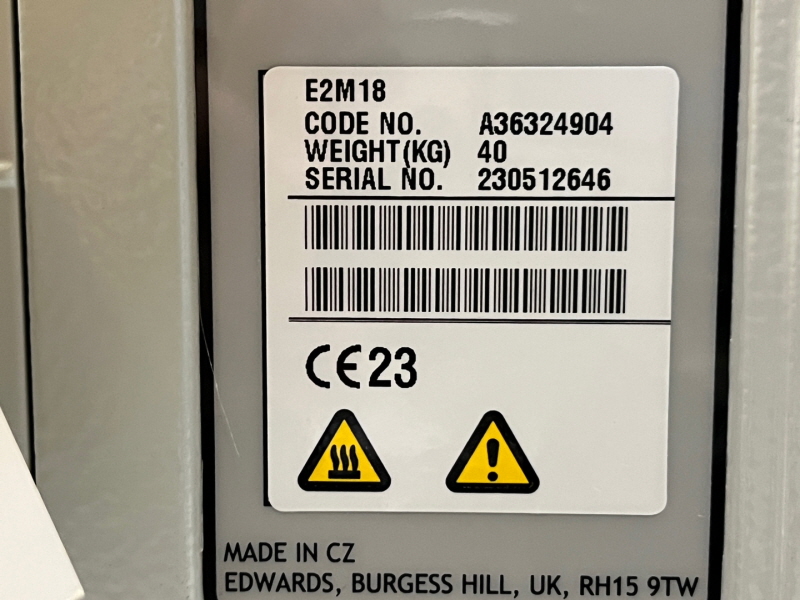 E2M18
CODE NO. A36324904
WEIGHT(KG) 40
SERIAL NO. 230512646
CE23
MADE IN CZ
EDWARDS, BURGESS HILL, UK, RH15 9TW